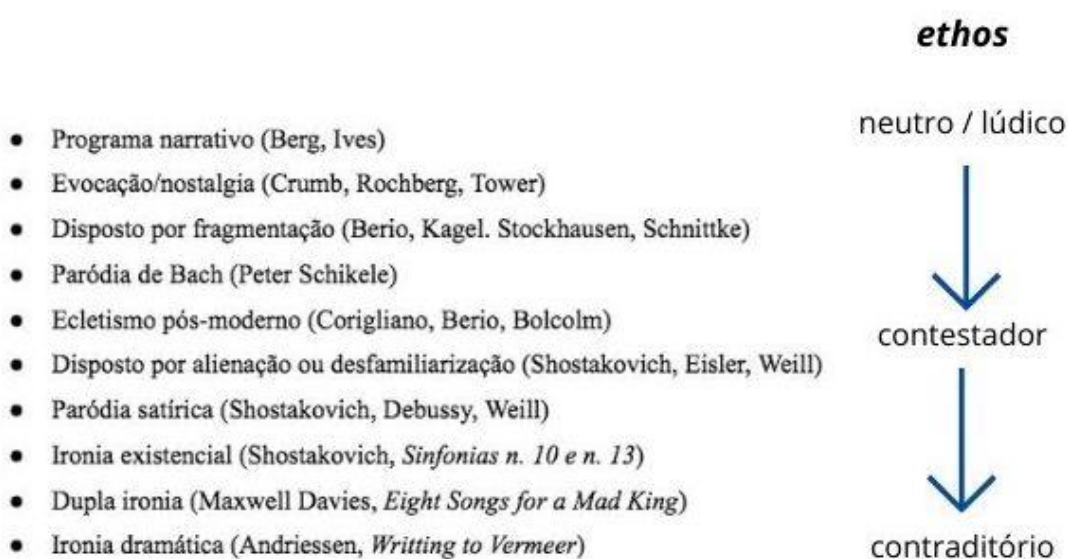 ethos
neutro / lúdico
• Programa narrativo (Berg, Ives)
• Evocação/nostalgia (Crumb, Rochberg, Tower)
• Disposto por fragmentação (Berio, Kagel. Stockhausen, Schnittke)
• Paródia de Bach (Peter Schikele)
• Ecletismo pós-moderno (Corigliano, Berio, Bolcolm)
contestador
• Disposto por alienação ou desfamiliarização (Shostakovich, Eisler, Weill)
• Paródia satírica (Shostakovich, Debussy, Weill)
• Ironia existencial (Shostakovich, Sinfonias n. 10 e n. 13)
• Dupla ironia (Maxwell Davies, Eight Songs for a Mad King)
• Ironia dramática (Andriessen, Writting to Vermeer)
contraditório